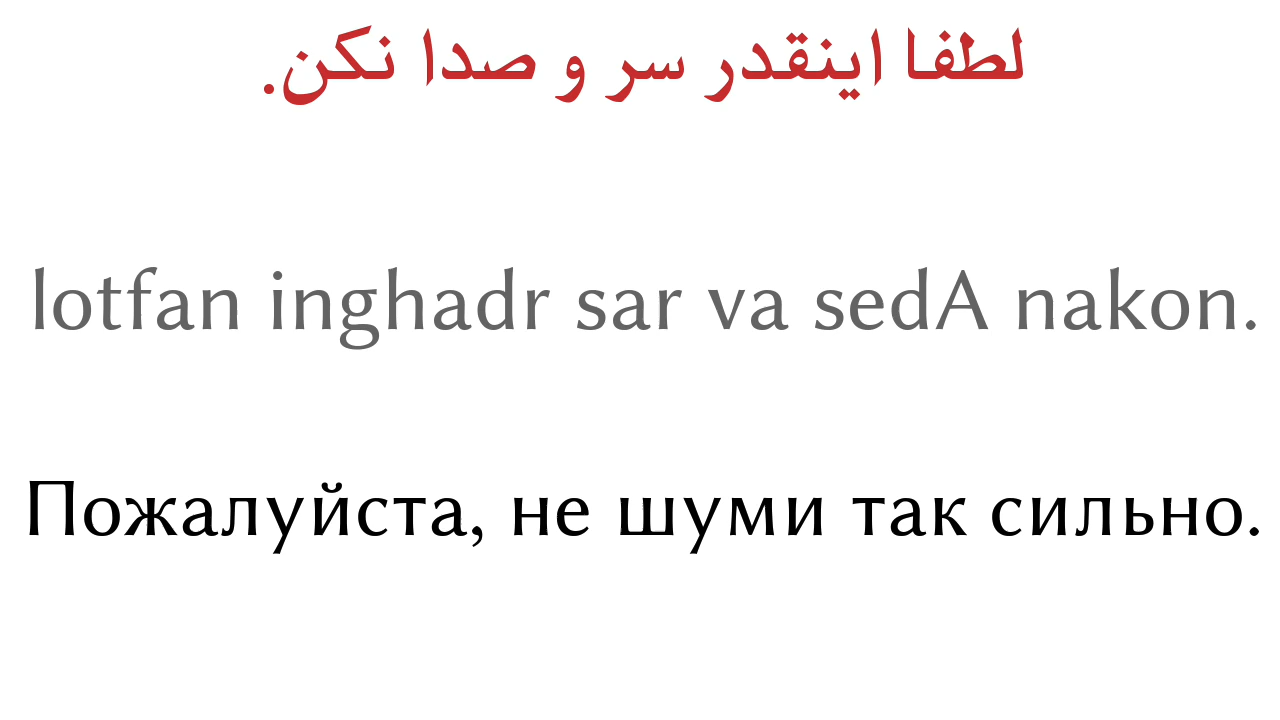 لطفا اینقدر سر و صدا نکن.
lotfan inghadr sar va sedA nakon.
Пожалуйста, не шуми так сильно.